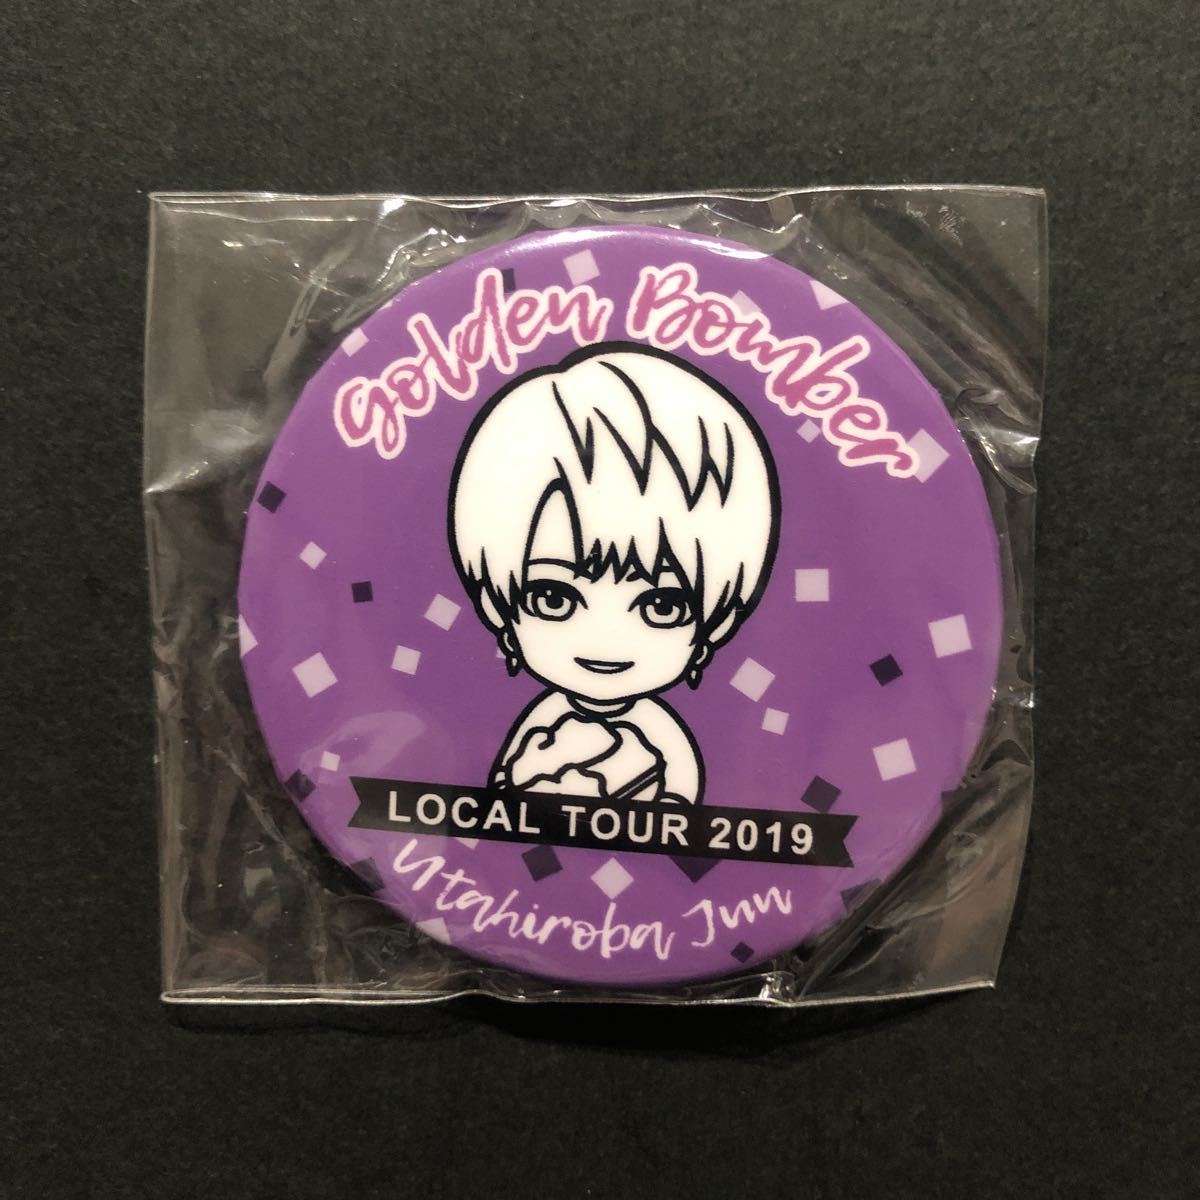 Golden Bomber
LOCAL TOUR 2019
Utahiroba Jun